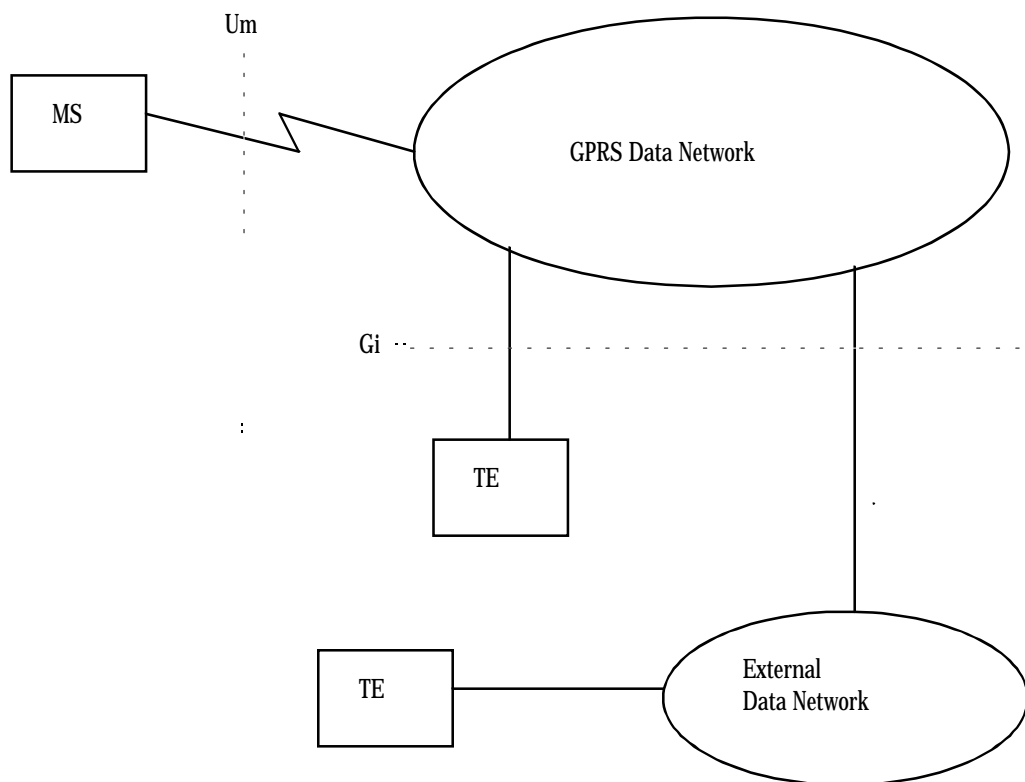 Um
MS
GPRS Data Network
Gi
TE
TE
External
Data Network